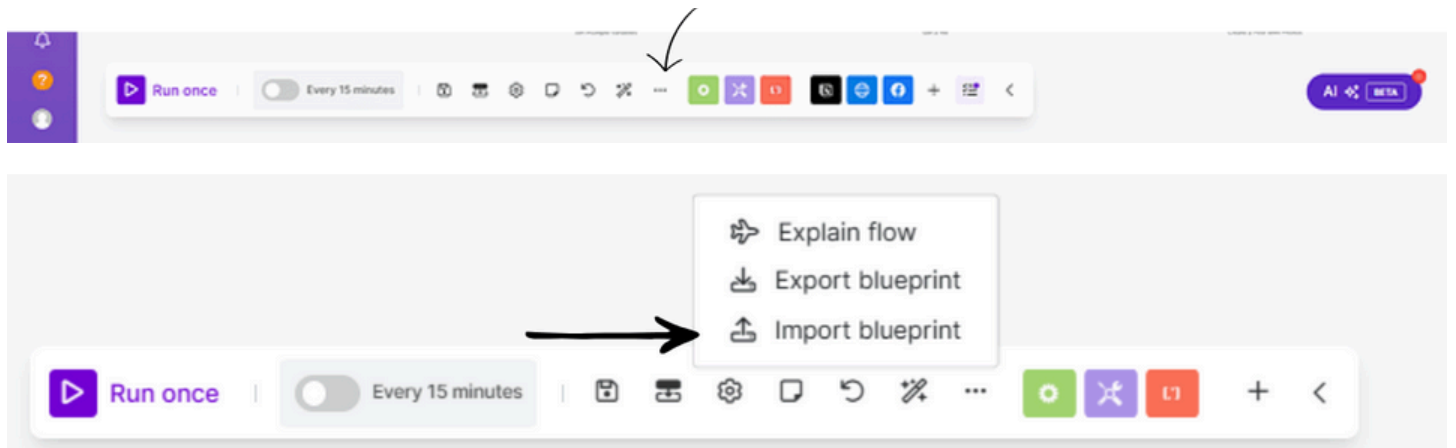 Run once
Every 15 minutes
AI BETA
Explain flow
Export blueprint
Import blueprint
Run once
Every 15 minutes